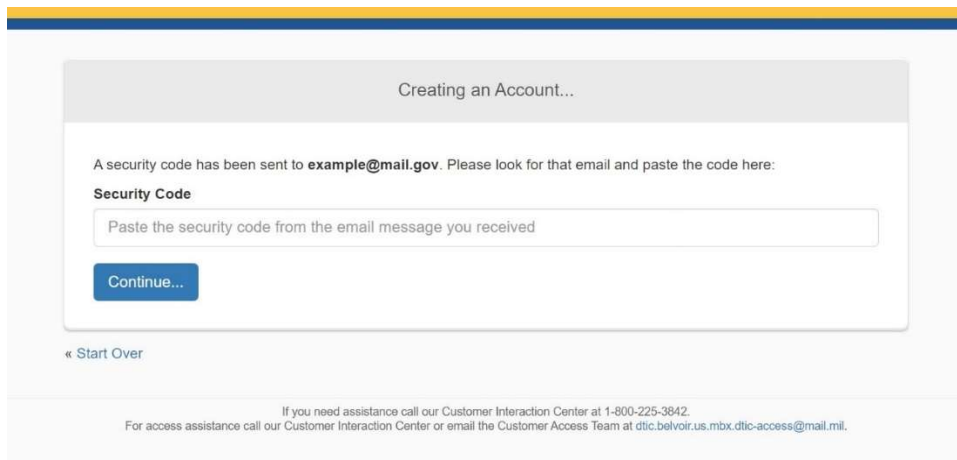 Creating an Account...
A security code has been sent to example@mail.gov. Please look for that email and paste the code here:
Security Code
Paste the security code from the email message you received
Continue...
« Start Over
If you need assistance call our Customer Interaction Center at 1-800-225-3842.
For access assistance call our Customer Interaction Center or email the Customer Access Team at dtic.belvoir.us.mbx.dtic-access@mail.mil.